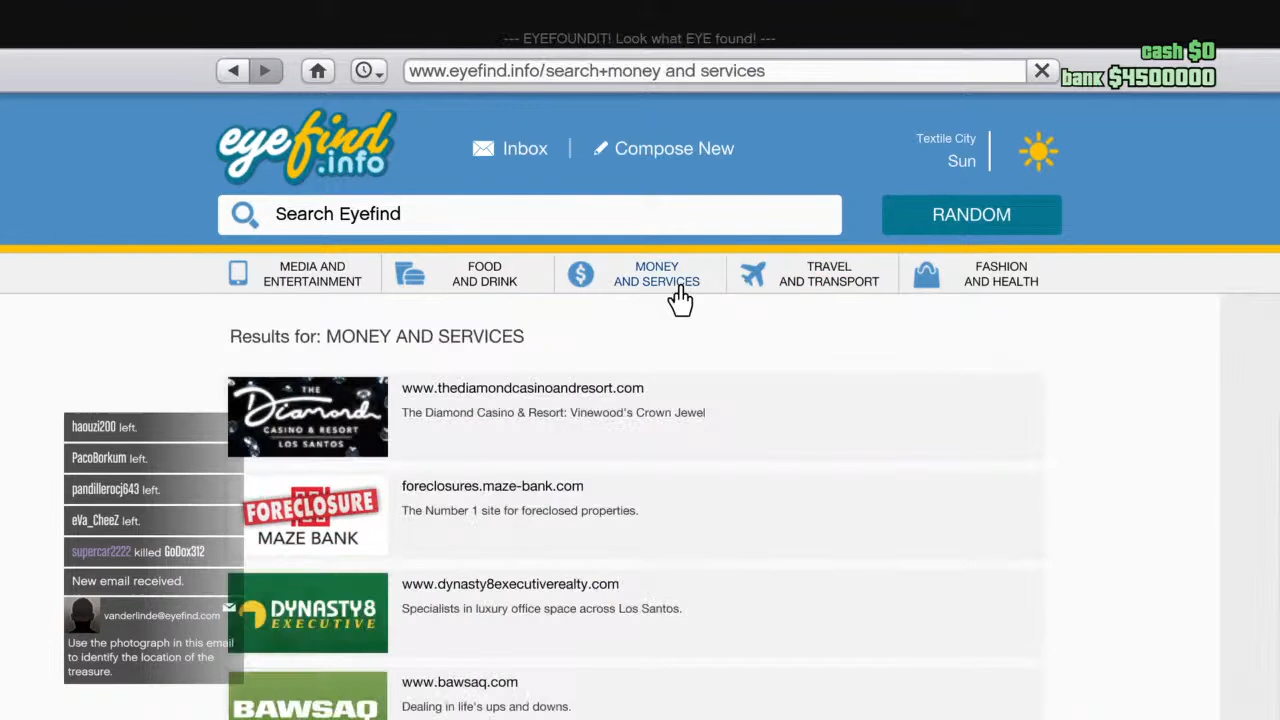 --- EYEFOUNDIT! Look what EYE found! ---
cash $0
bank $4500000
www.eyefind.info/search+money and services
eyefind
.info
Inbox
Compose New
Textile City
Sun
Search Eyefind
RANDOM
MEDIA AND
ENTERTAINMENT
FOOD
AND DRINK
MONEY
AND SERVICES
TRAVEL
AND TRANSPORT
FASHION
AND HEALTH
Results for: MONEY AND SERVICES
THE
Diamond
CASINO & RESORT
LOS SANTOS
www.thediamondcasinoandresort.com
The Diamond Casino & Resort: Vinewood's Crown Jewel
FORECLOSURE
MAZE BANK
foreclosures.maze-bank.com
The Number 1 site for foreclosed properties.
DYNASTY8
EXECUTIVE
www.dynasty8executiverealty.com
Specialists in luxury office space across Los Santos.
BAWSAQ
www.bawsaq.com
Dealing in life's ups and downs.
haouzi200 left.
PacoBorkum left.
pandillerocj643 left.
eVa_CheeZ left.
supercar2222 killed GoDox312
New email received.
vanderlinde@eyefind.com
Use the photograph in this email
to identify the location of the
treasure.